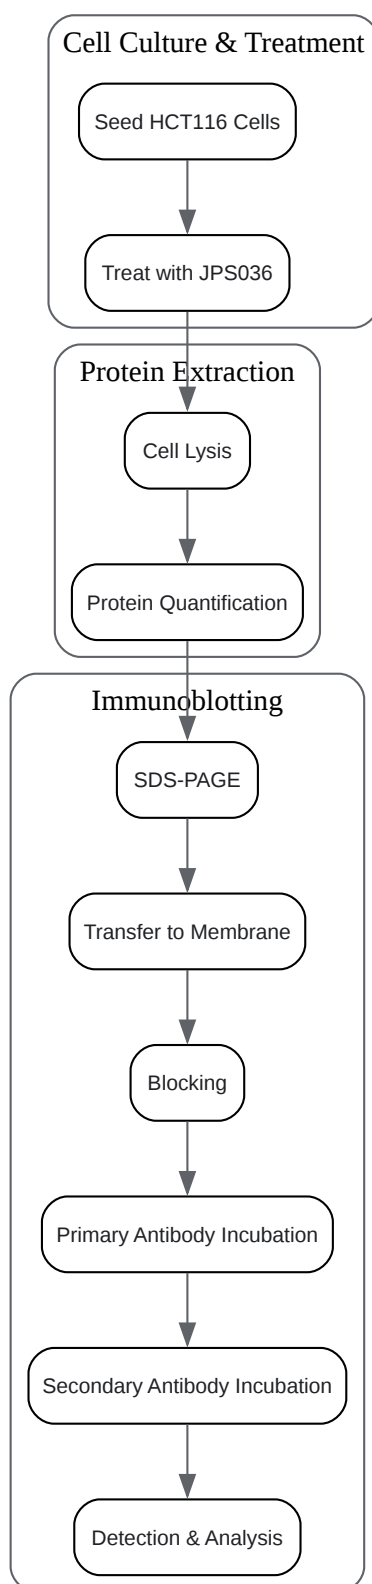 Cell Culture & Treatment
Seed HCT116 Cells
Treat with JPS036
Protein Extraction
Cell Lysis
Protein Quantification
Immunoblotting
SDS-PAGE
Transfer to Membrane
Blocking
Primary Antibody Incubation
Secondary Antibody Incubation
Detection & Analysis